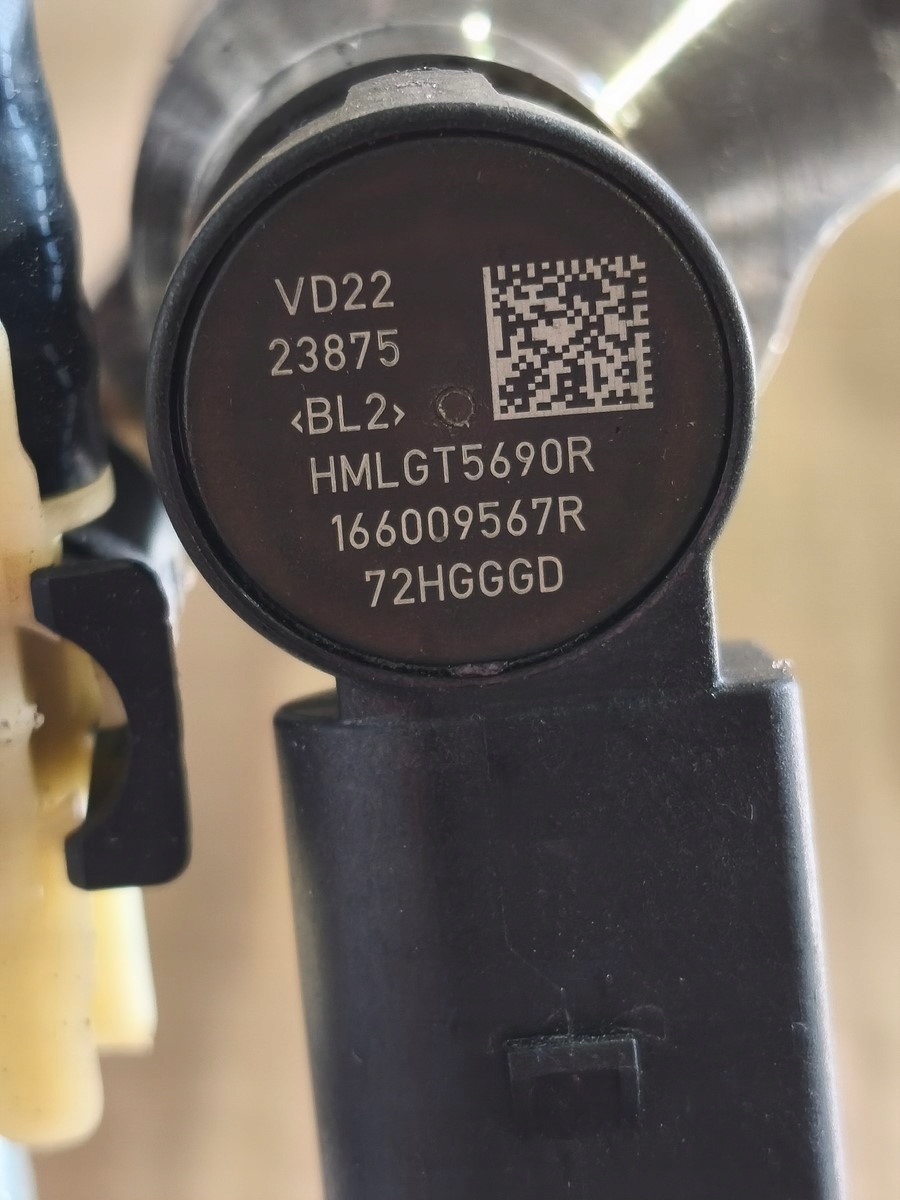 VD22
23875
‹BL2›
HMLGT5690R
166009567R
72HGGGD